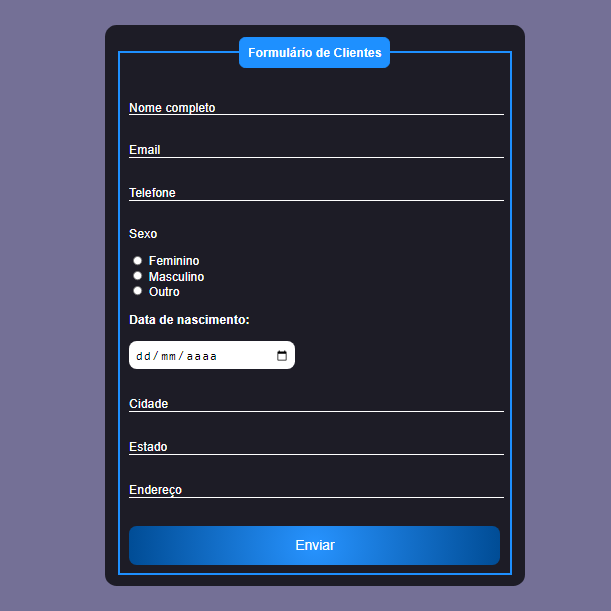 Formulário de Clientes
Nome completo
Email
Telefone
Sexo
Feminino
Masculino
Outro
Data de nascimento:
dd/mm/aaaa
Cidade
Estado
Endereço
Enviar